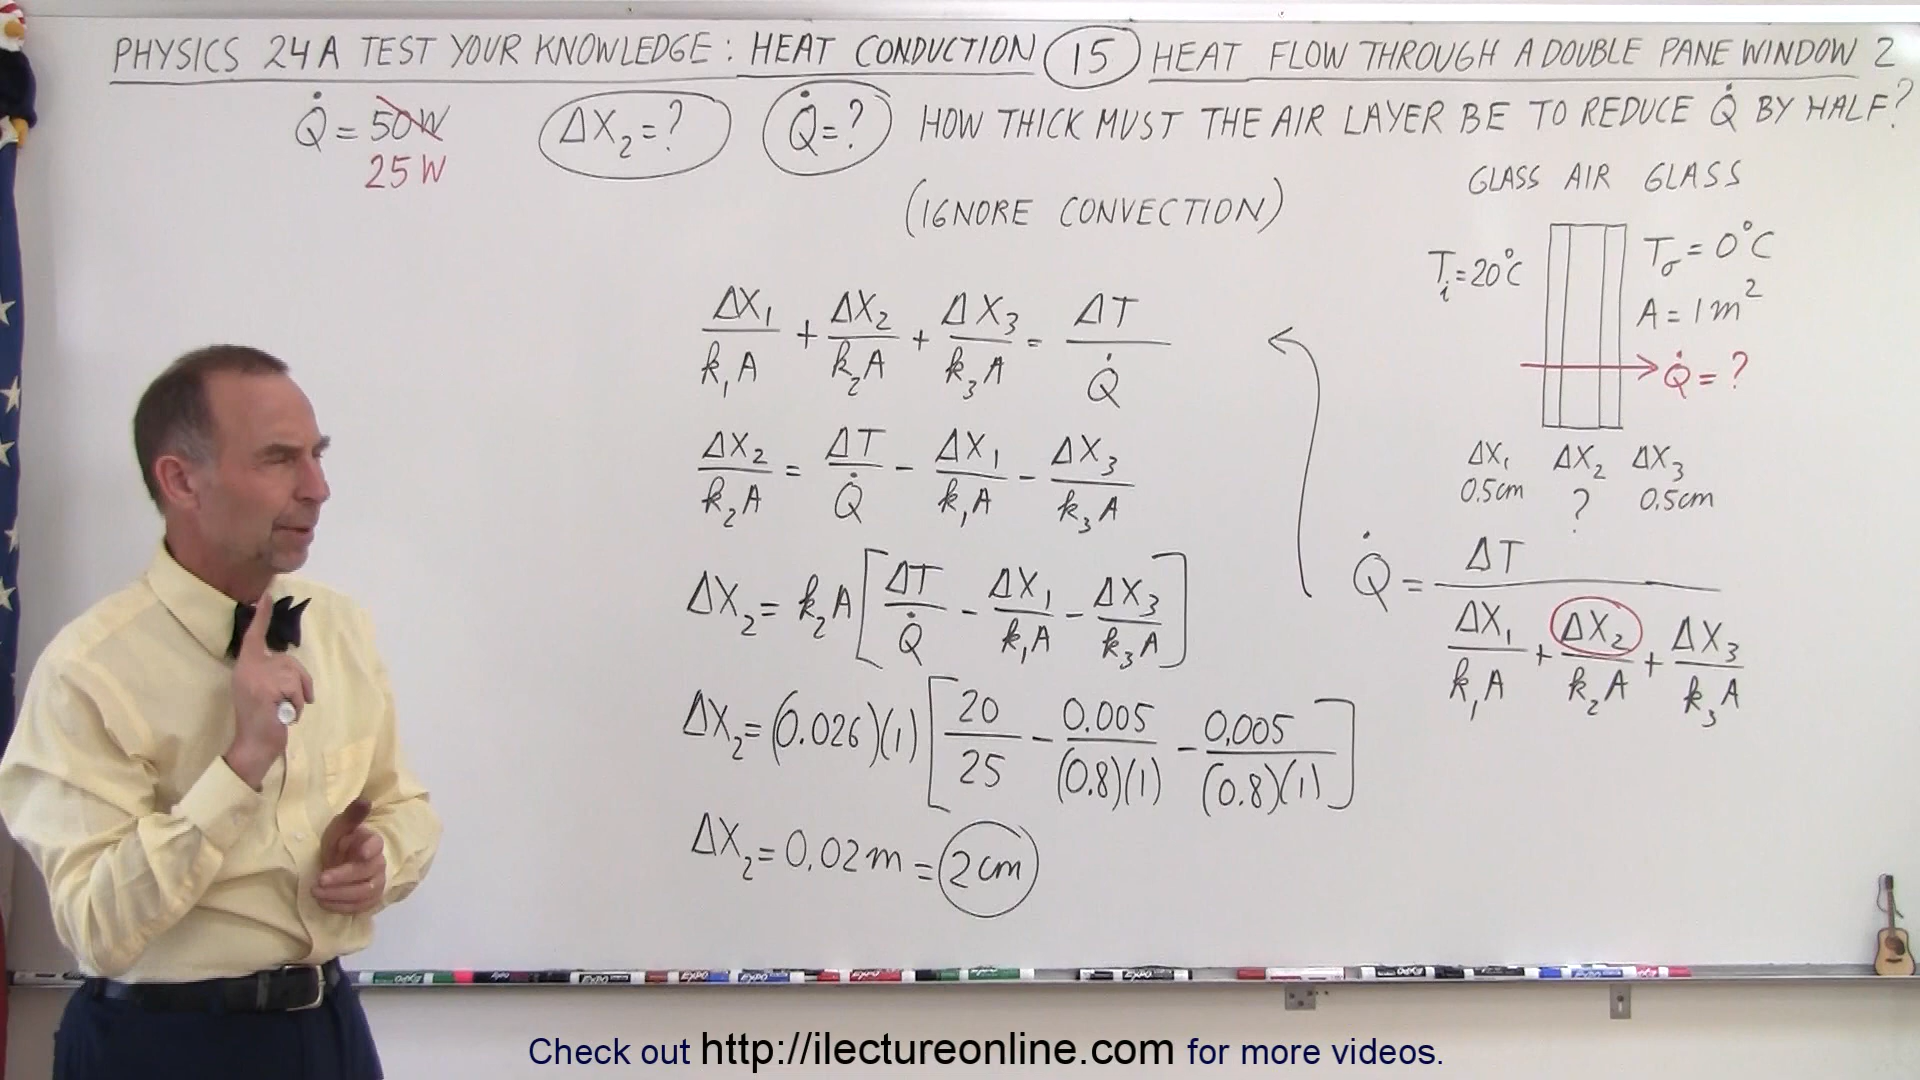 PHYSICS 24A TEST YOUR KNOWLEDGE: HEAT CONDUCTION 15 HEAT FLOW THROUGH A DOUBLE PANE WINDOW 2
Q̇ = 50W ΔX₂=? Q̇=? HOW THICK MUST THE AIR LAYER BE TO REDUCE Q̇ BY HALF?
25W
(IGNORE CONVECTION)
GLASS AIR GLASS
Tᵢ=20°C
Tₒ=0°C
A=1m²
Q̇=?
ΔX₁ ΔX₂ ΔX₃
0.5cm ? 0.5cm
Q̇ = ΔT / (ΔX₁/k₁A + ΔX₂/k₂A + ΔX₃/k₃A)
ΔX₁/k₁A + ΔX₂/k₂A + ΔX₃/k₃A = ΔT/Q̇
ΔX₂/k₂A = ΔT/Q̇ - ΔX₁/k₁A - ΔX₃/k₃A
ΔX₂ = k₂A[ΔT/Q̇ - ΔX₁/k₁A - ΔX₃/k₃A]
ΔX₂ = (0.026)(1)[20/25 - 0.005/(0.8)(1) - 0.005/(0.8)(1)]
ΔX₂ = 0.02m = 2cm
Check out http://ilectureonline.com for more videos.